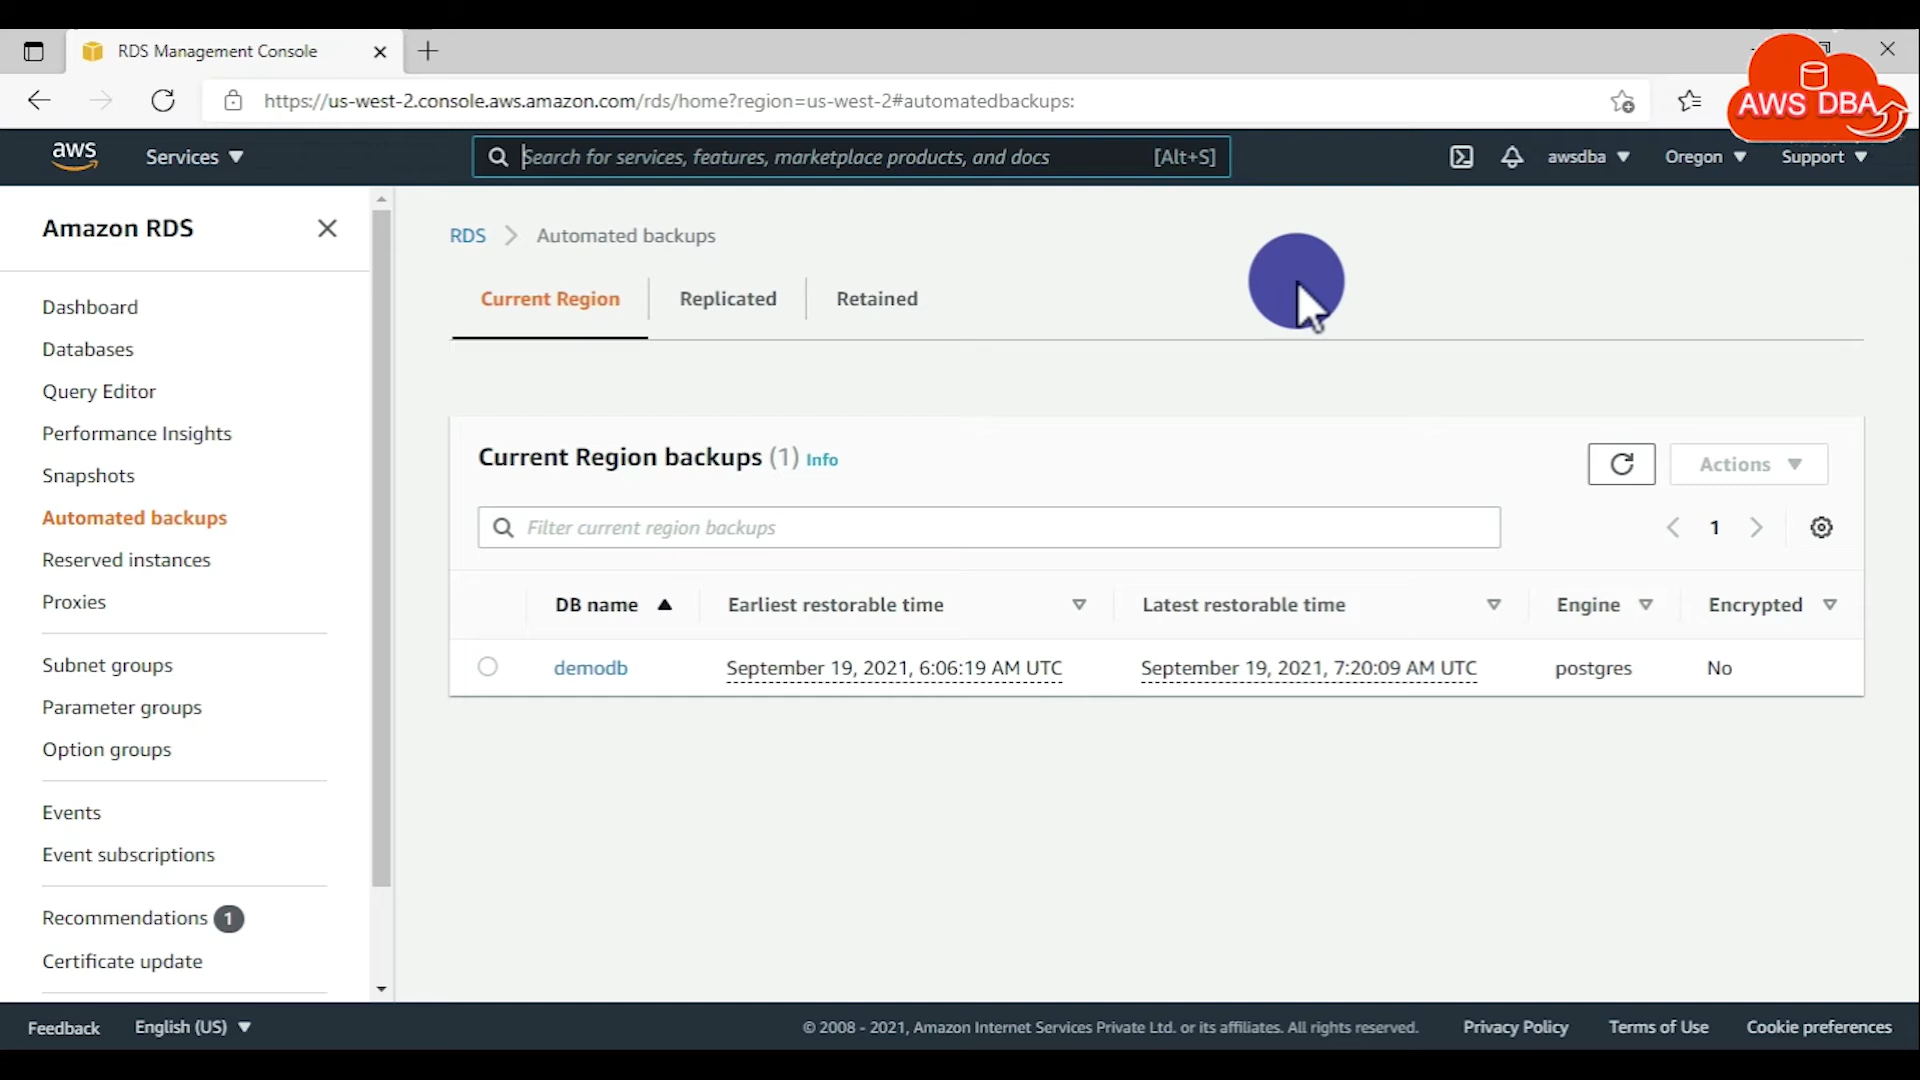 RDS Management Console
https://us-west-2.console.aws.amazon.com/rds/home?region=us-west-2#automatedbackups:
AWS DBA
aws
Services
Search for services, features, marketplace products, and docs
[Alt+S]
awsdba
Oregon
Support
Amazon RDS
Dashboard
Databases
Query Editor
Performance Insights
Snapshots
Automated backups
Reserved instances
Proxies
Subnet groups
Parameter groups
Option groups
Events
Event subscriptions
Recommendations 1
Certificate update
RDS > Automated backups
Current Region
Replicated
Retained
Current Region backups (1) Info
Actions
Filter current region backups
1
DB name
Earliest restorable time
Latest restorable time
Engine
Encrypted
demodb
September 19, 2021, 6:06:19 AM UTC
September 19, 2021, 7:20:09 AM UTC
postgres
No
Feedback
English (US)
© 2008 - 2021, Amazon Internet Services Private Ltd. or its affiliates. All rights reserved.
Privacy Policy
Terms of Use
Cookie preferences